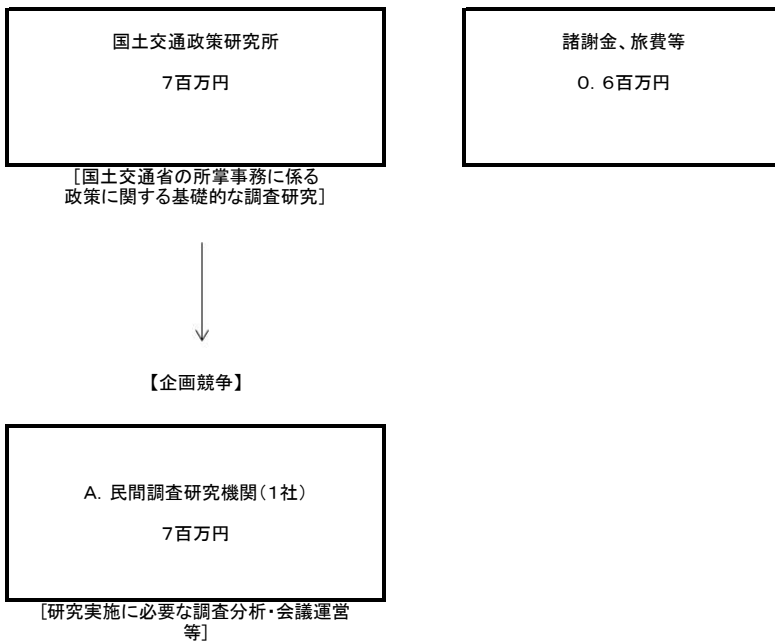 国土交通政策研究所
7百万円
諸謝金、旅費等
0．6百万円
[国土交通省の所掌事務に係る
政策に関する基礎的な調査研究]
【企画競争】
A．民間調査研究機関(1社)
7百万円
[研究実施に必要な調査分析・会議運営
等]